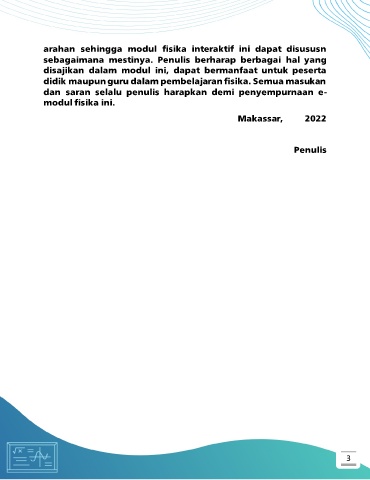 arahan sehingga modul fisika interaktif ini dapat disususn
sebagaimana mestinya. Penulis berharap berbagai hal yang
disajikan dalam modul ini, dapat bermanfaat untuk peserta
didik maupun guru dalam pembelajaran fisika. Semua masukan
dan saran selalu penulis harapkan demi penyempurnaan e-
modul fisika ini.
Makassar, 2022
Penulis
3